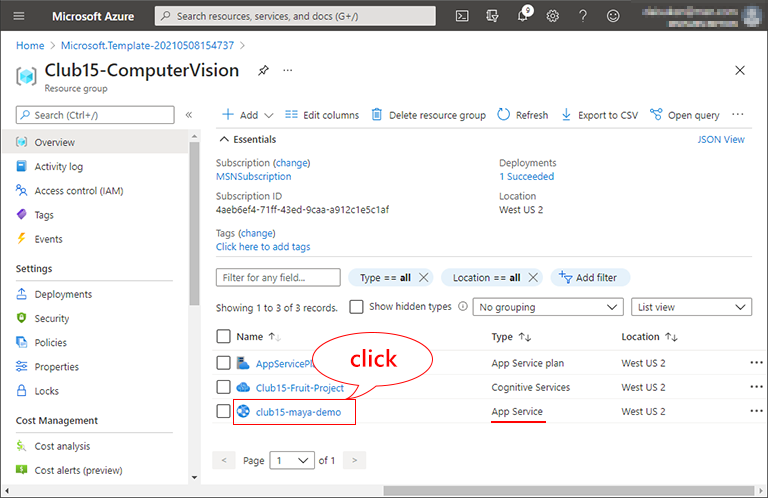 Microsoft Azure
Search resources, services, and docs (G+/)
9
Home > Microsoft.Template-20210508154737 >
Club15-ComputerVision
Resource group
Search (Ctrl+/)
Overview
Activity log
Access control (IAM)
Tags
Events
Settings
Deployments
Security
Policies
Properties
Locks
Cost Management
Cost analysis
Cost alerts (preview)
Add
Edit columns
Delete resource group
Refresh
Export to CSV
Open query
Essentials
JSON View
Subscription (change)
MSNSubscription
Deployments
1 Succeeded
Subscription ID
4aeb6ef4-71ff-43ed-9caa-a912c1e5c1af
Location
West US 2
Tags (change)
Click here to add tags
Filter for any field...
Type == all
Location == all
Add filter
Showing 1 to 3 of 3 records.
Show hidden types
No grouping
List view
Name
Type
Location
AppServicePl
App Service plan
West US 2
Club15-Fruit-Project
Cognitive Services
West US 2
club15-maya-demo
App Service
West US 2
click
< Page 1 of 1 >